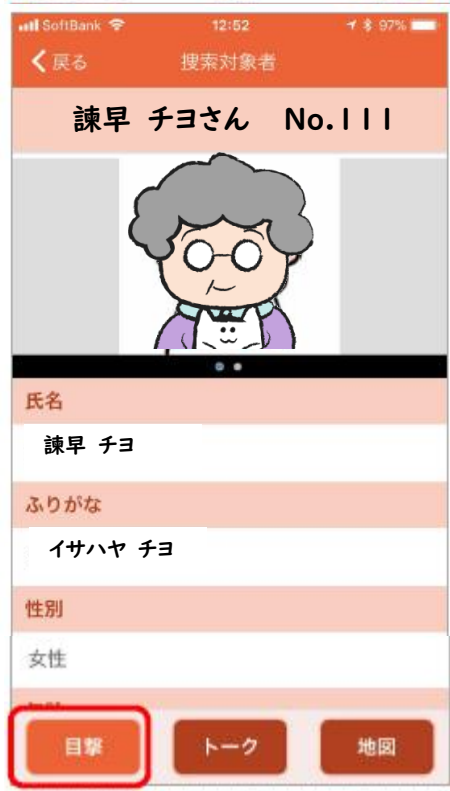 SoftBank 12:52 97%
戻る 捜索対象者
諫早 チヨさん No.111
氏名
諫早 チヨ
ふりがな
イサハヤ チヨ
性別
女性
目撃 トーク 地図